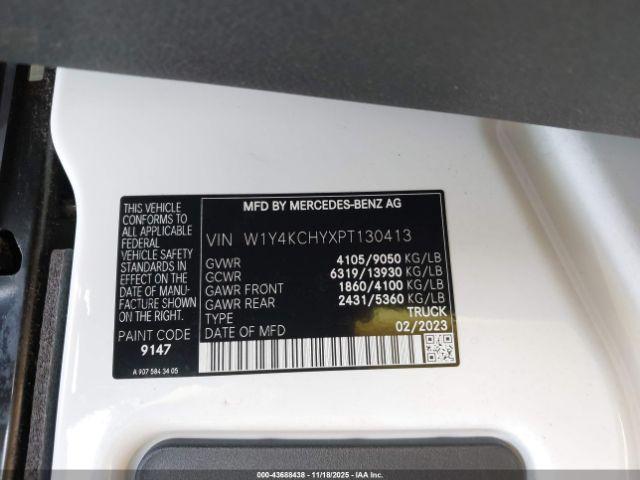 MFD BY MERCEDES-BENZ AG
THIS VEHICLE
CONFORMS TO
ALL APPLICABLE
FEDERAL
VEHICLE SAFETY
STANDARDS IN
EFFECT ON THE
DATE OF
MANUFACTURE
SHOWN ON
THE RIGHT.
PAINT CODE
9147
A 907 584 34 05
VIN W1Y4KCHYXPT130413
GVWR 4105/9050 KG/LB
GCWR 6319/13930 KG/LB
GAWR FRONT 1860/4100 KG/LB
GAWR REAR 2431/5360 KG/LB
TYPE TRUCK
DATE OF MFD 02/2023
000-43688438 - 11/18/2025 - IAA Inc.